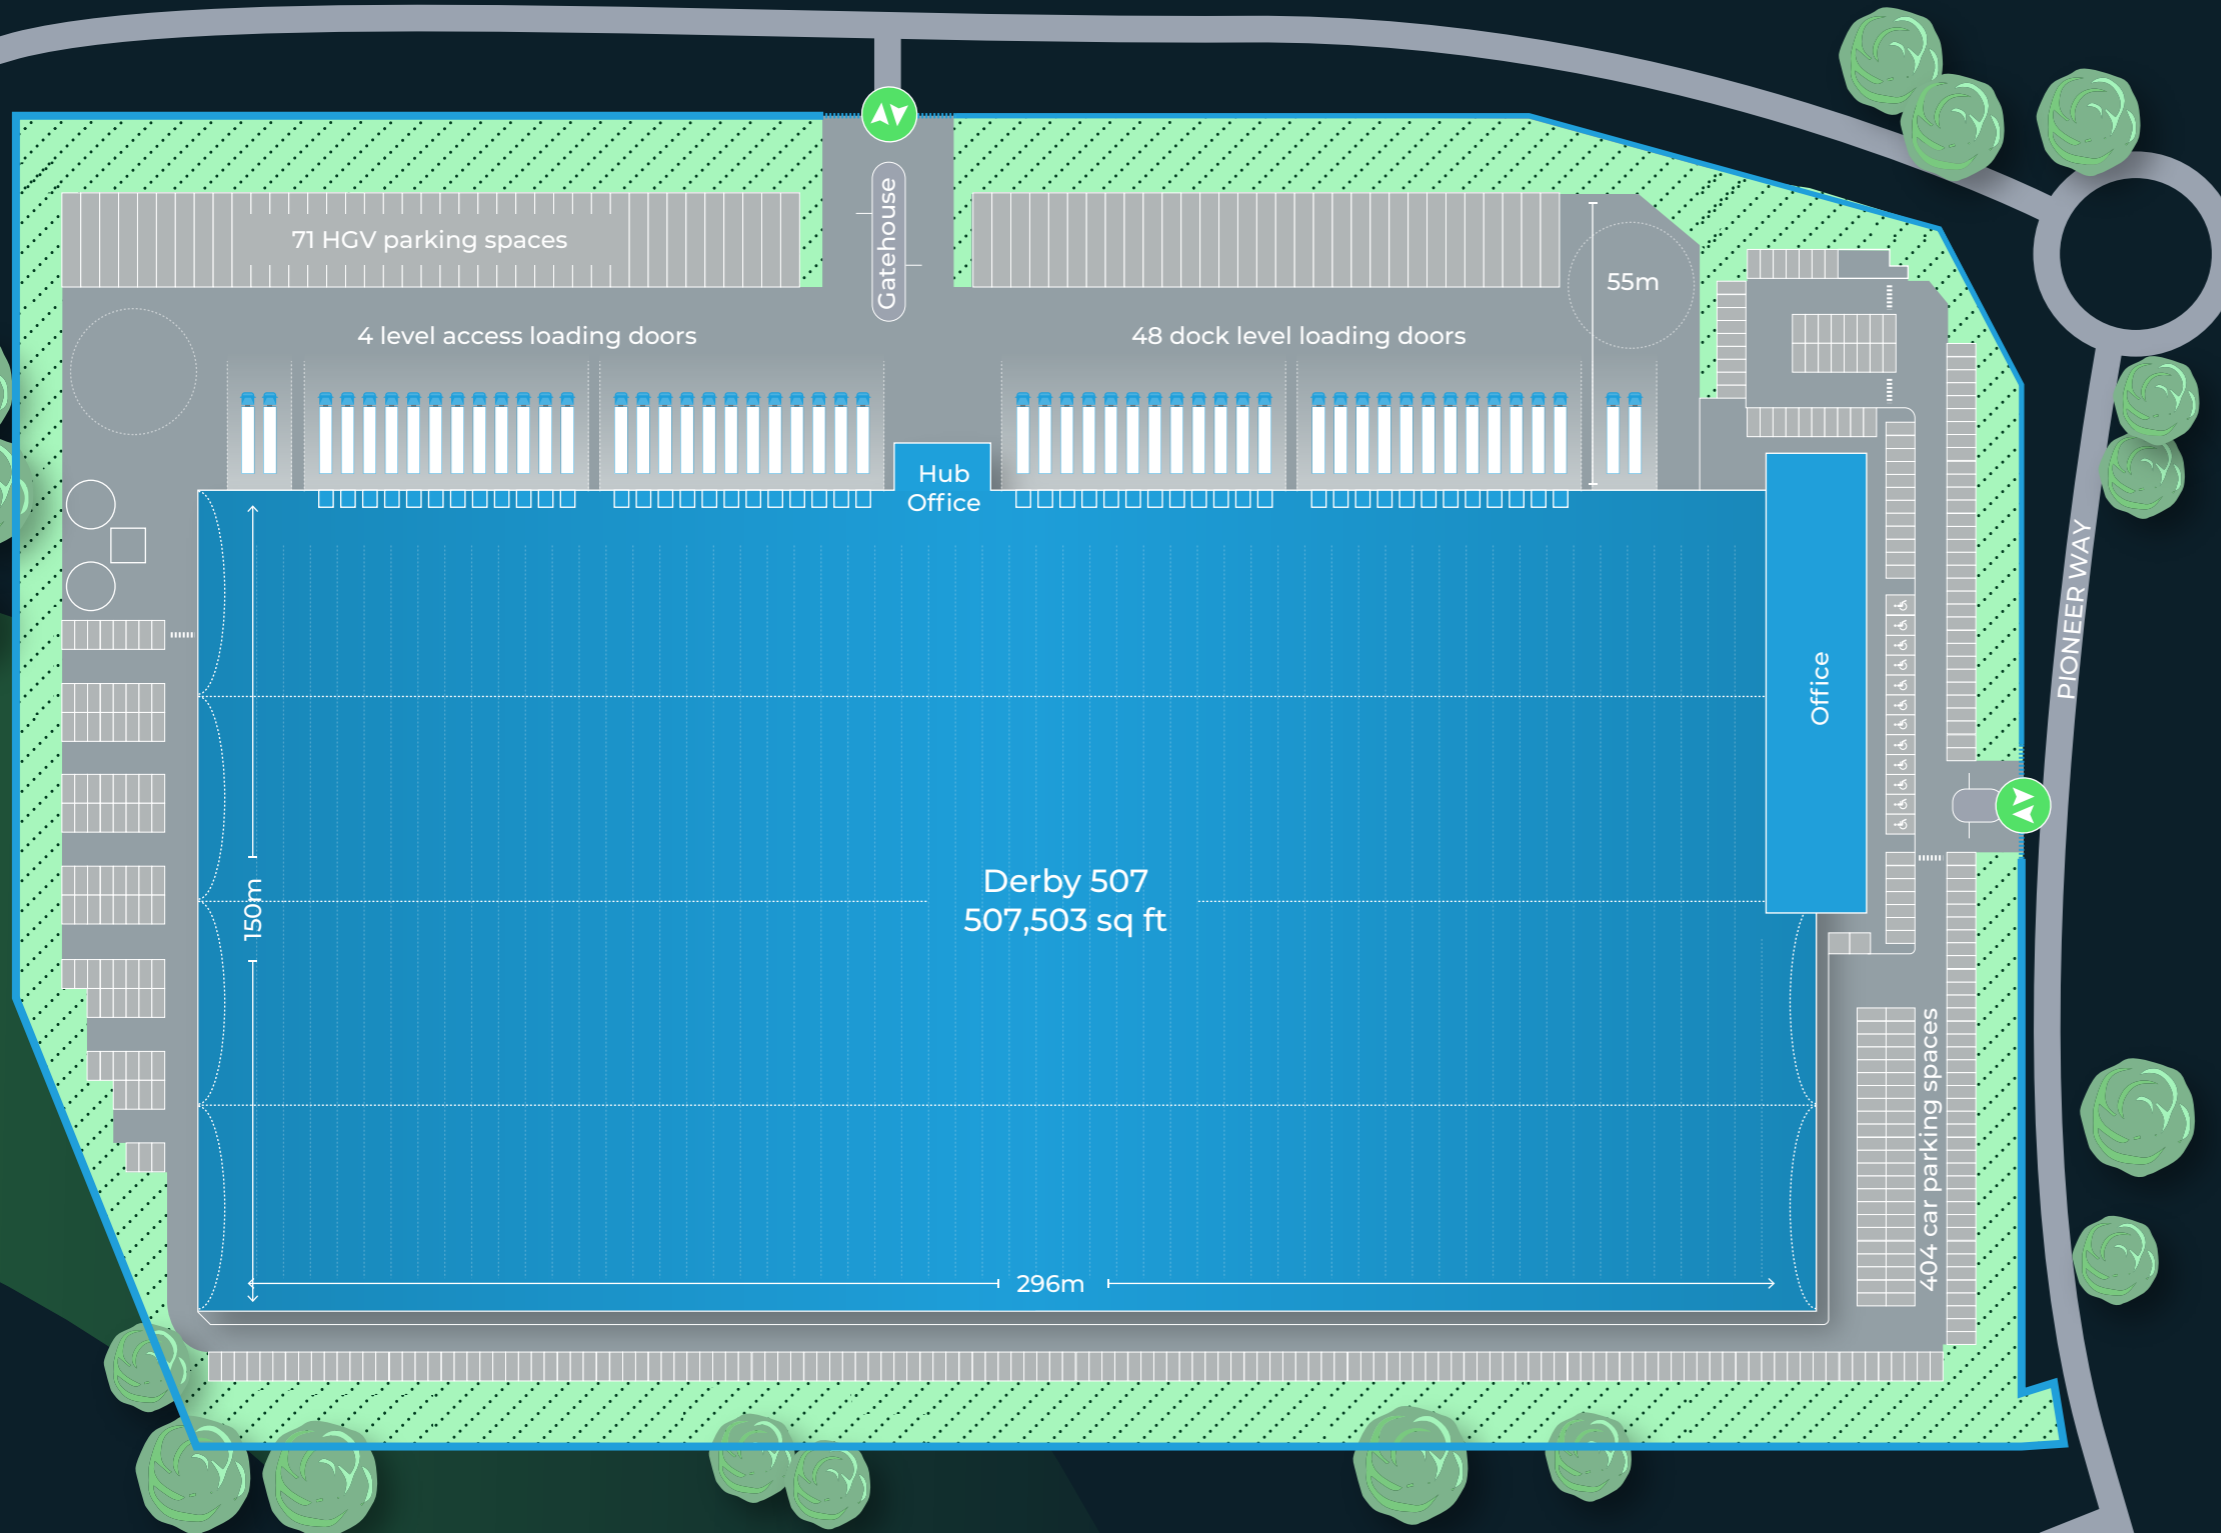 71 HGV parking spaces
Gatehouse
55m
4 level access loading doors
48 dock level loading doors
Hub
Office
Office
PIONEER WAY
Derby 507
507,503 sq ft
150m
404 car parking spaces
296m